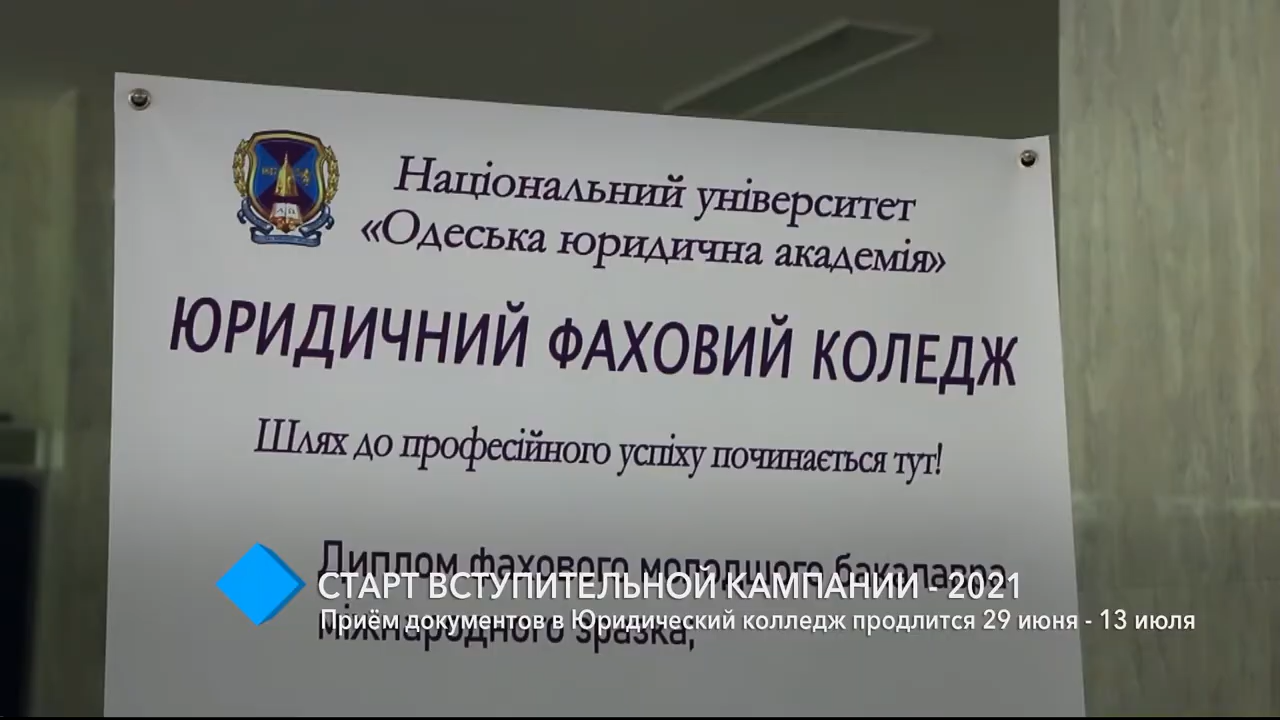 Національний університет
«Одеська юридична академія»
ЮРИДИЧНИЙ ФАХОВИЙ КОЛЕДЖ
Шлях до професійного успіху починається тут!
Диплом фахового молодшого бакалавра
СТАРТ ВСТУПИТЕЛЬНОЙ КАМПАНИИ - 2021
Приём документов в Юридический колледж продлится 29 июня - 13 июля
міжнародного зразка,